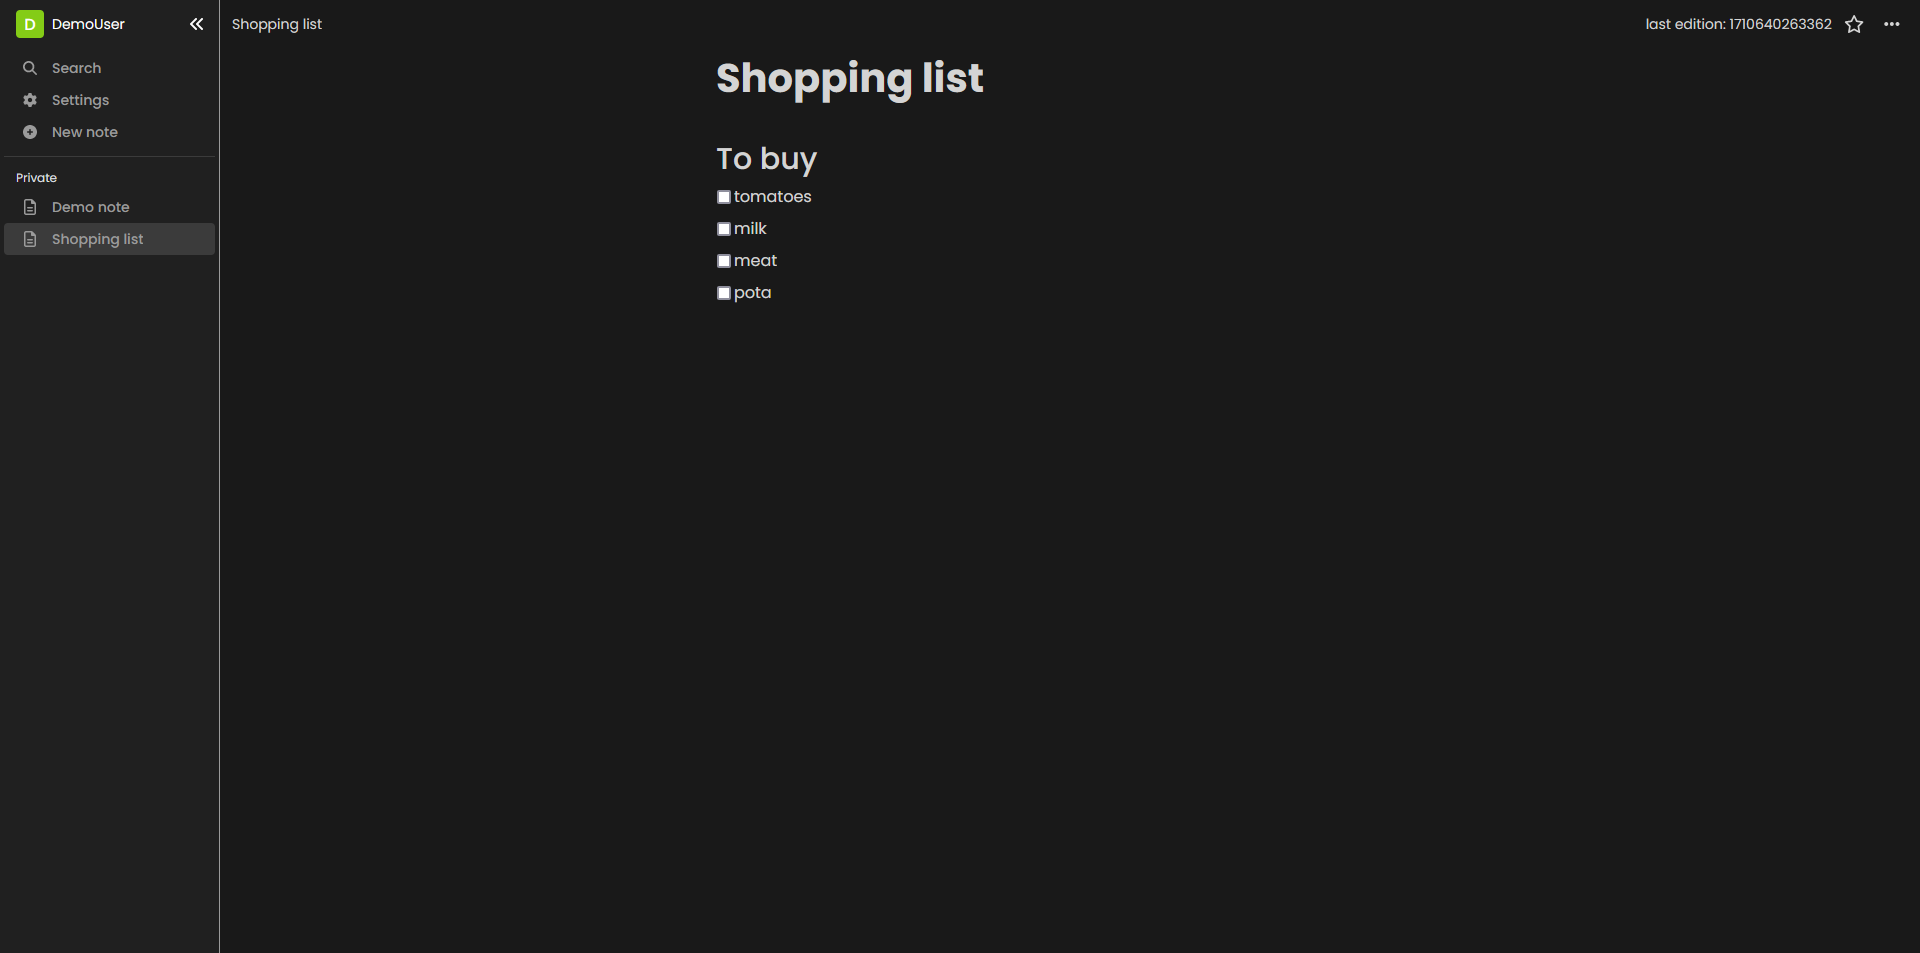 D DemoUser
Search
Settings
New note
Private
Demo note
Shopping list
Shopping list
last edition: 1710640263362
Shopping list
To buy
tomatoes
milk
meat
pota